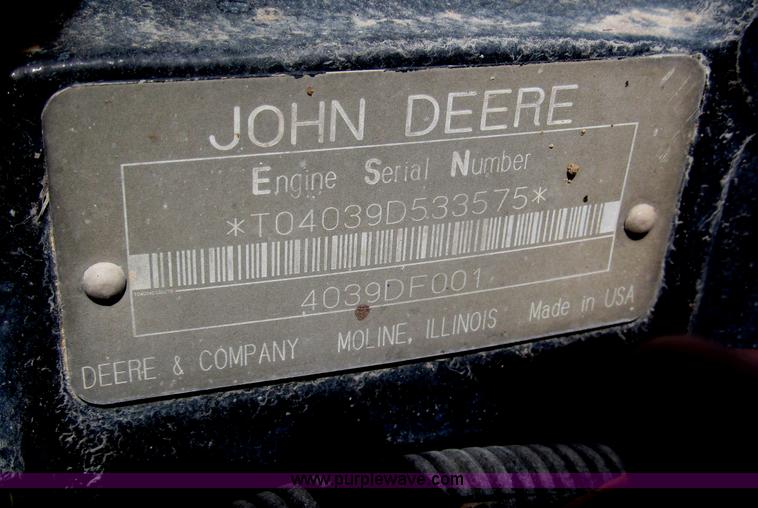 JOHN DEERE
Engine Serial Number
*T04039D533575*
4039DF001
DEERE & COMPANY MOLINE, ILLINOIS Made in USA
www.purplewave.com